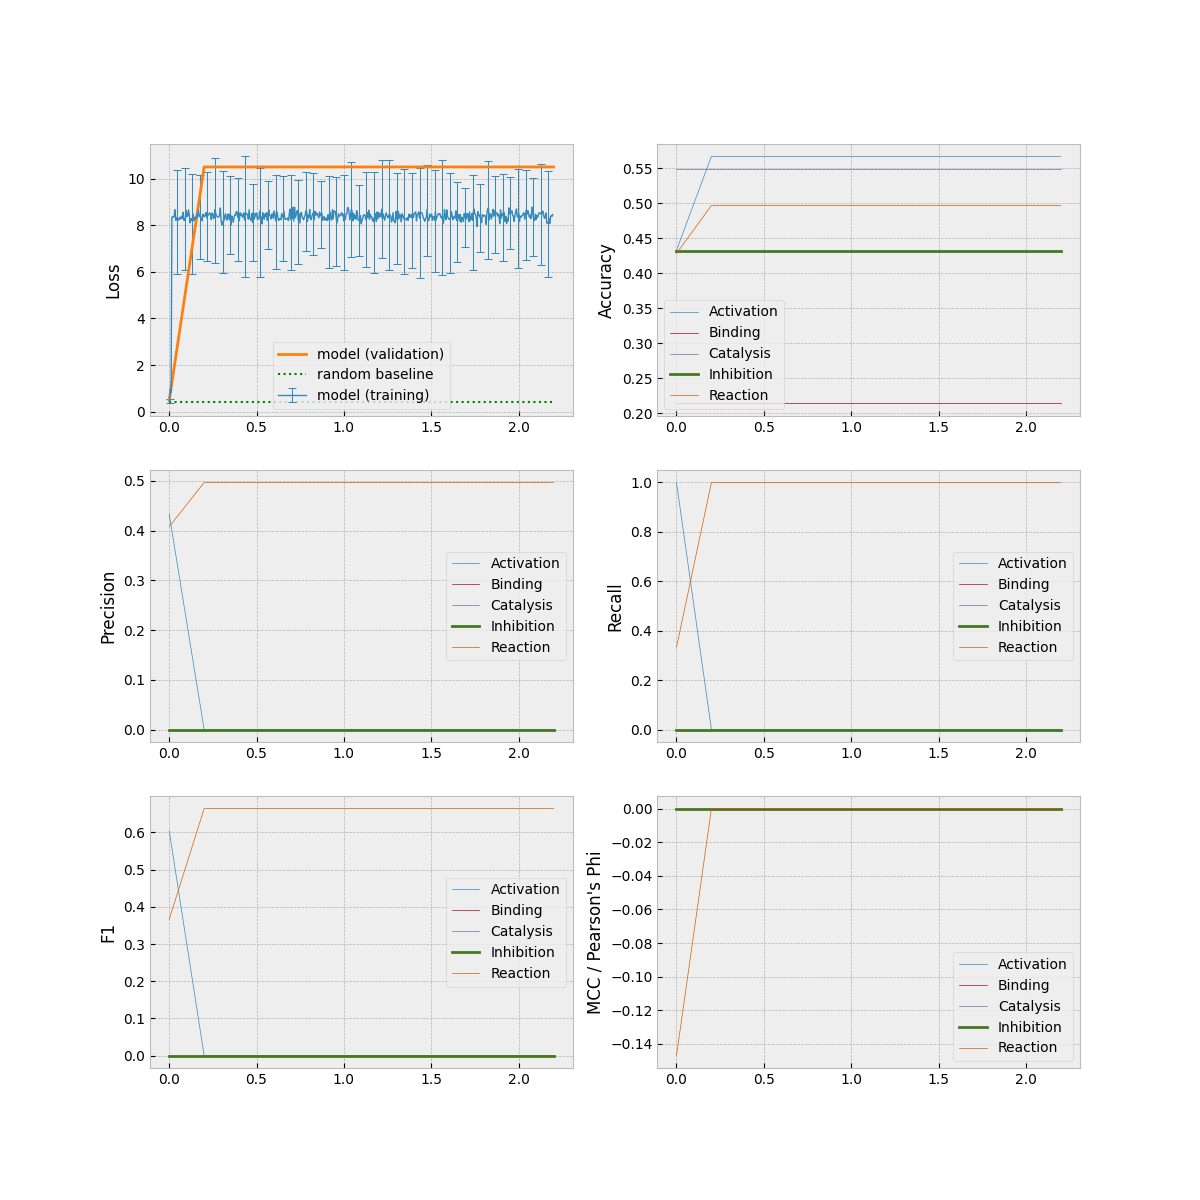 Loss
10
8
6
4
2
0
model (validation)
random baseline
model (training)
0.0 0.5 1.0 1.5 2.0
Accuracy
0.55
0.50
0.45
0.40
0.35
0.30
0.25
0.20
Activation
Binding
Catalysis
Inhibition
Reaction
0.0 0.5 1.0 1.5 2.0
Precision
0.5
0.4
0.3
0.2
0.1
0.0
Activation
Binding
Catalysis
Inhibition
Reaction
0.0 0.5 1.0 1.5 2.0
Recall
1.0
0.8
0.6
0.4
0.2
0.0
Activation
Binding
Catalysis
Inhibition
Reaction
0.0 0.5 1.0 1.5 2.0
F1
0.6
0.5
0.4
0.3
0.2
0.1
0.0
Activation
Binding
Catalysis
Inhibition
Reaction
0.0 0.5 1.0 1.5 2.0
MCC / Pearson's Phi
0.00
−0.02
−0.04
−0.06
−0.08
−0.10
−0.12
−0.14
Activation
Binding
Catalysis
Inhibition
Reaction
0.0 0.5 1.0 1.5 2.0